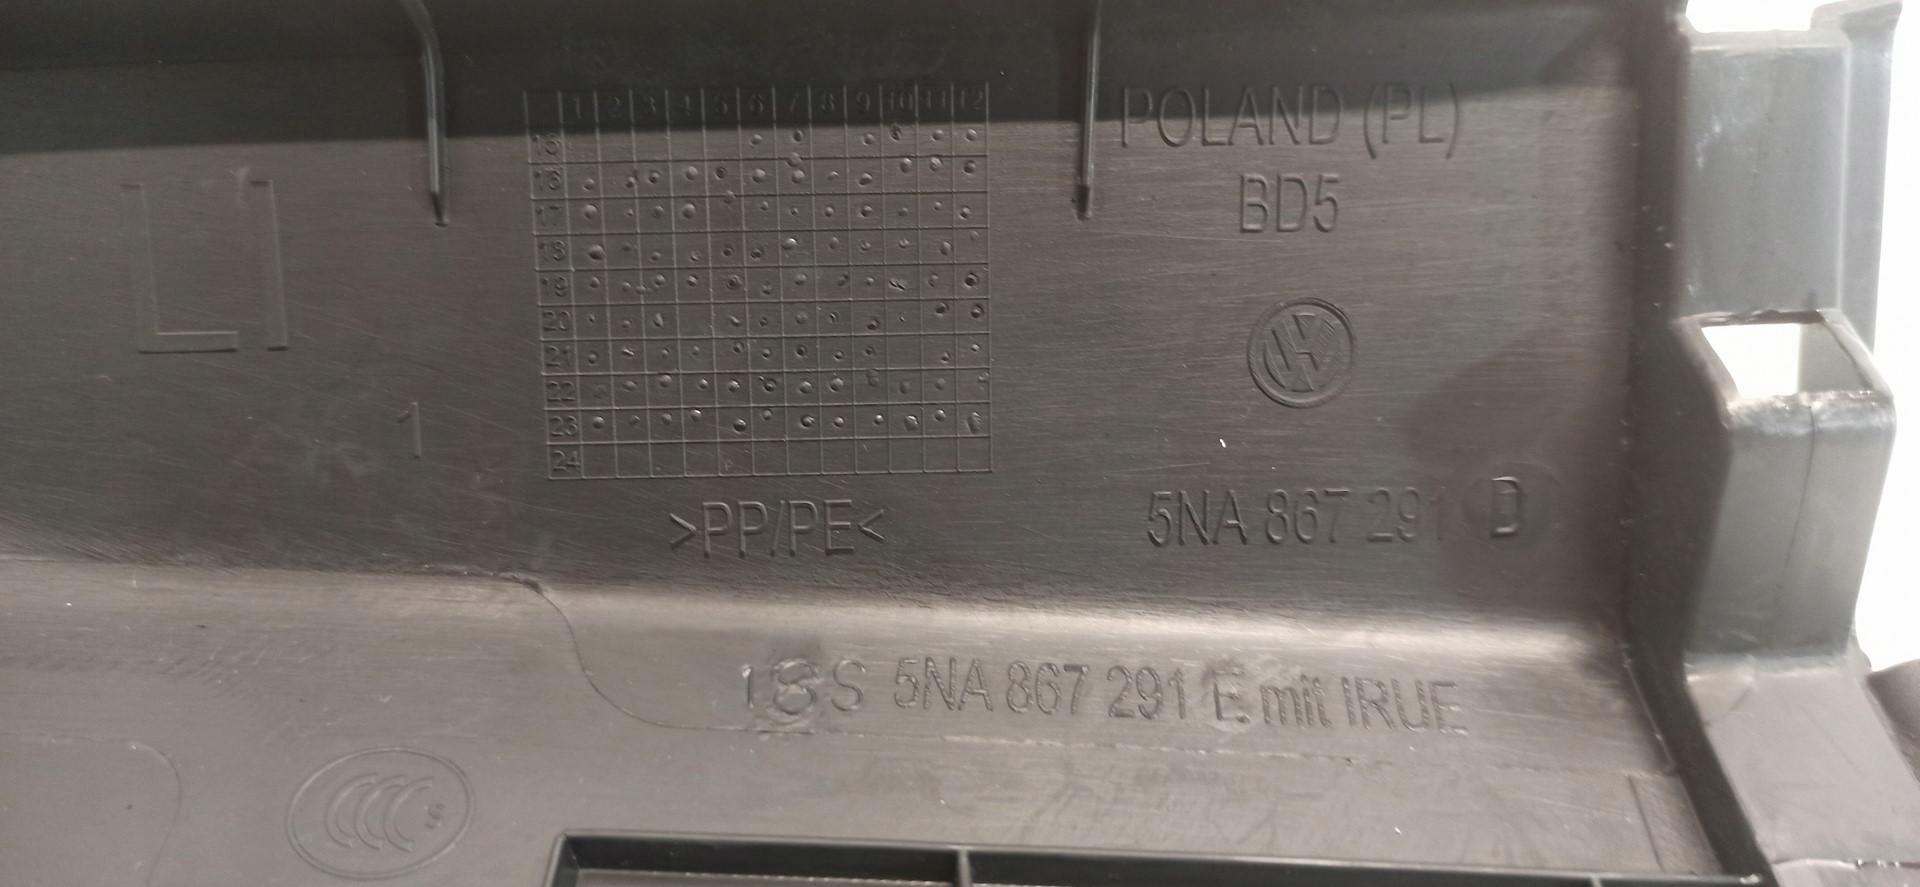 1 2 3 4 5 6 7 8 9 10 11 12
15
16
17
18
19
20
21
22
23
24
POLAND (PL)
BD5
LI
1
>PP/PE<
5NA 867 291 D
18S 5NA 867 291 E mit IRUE